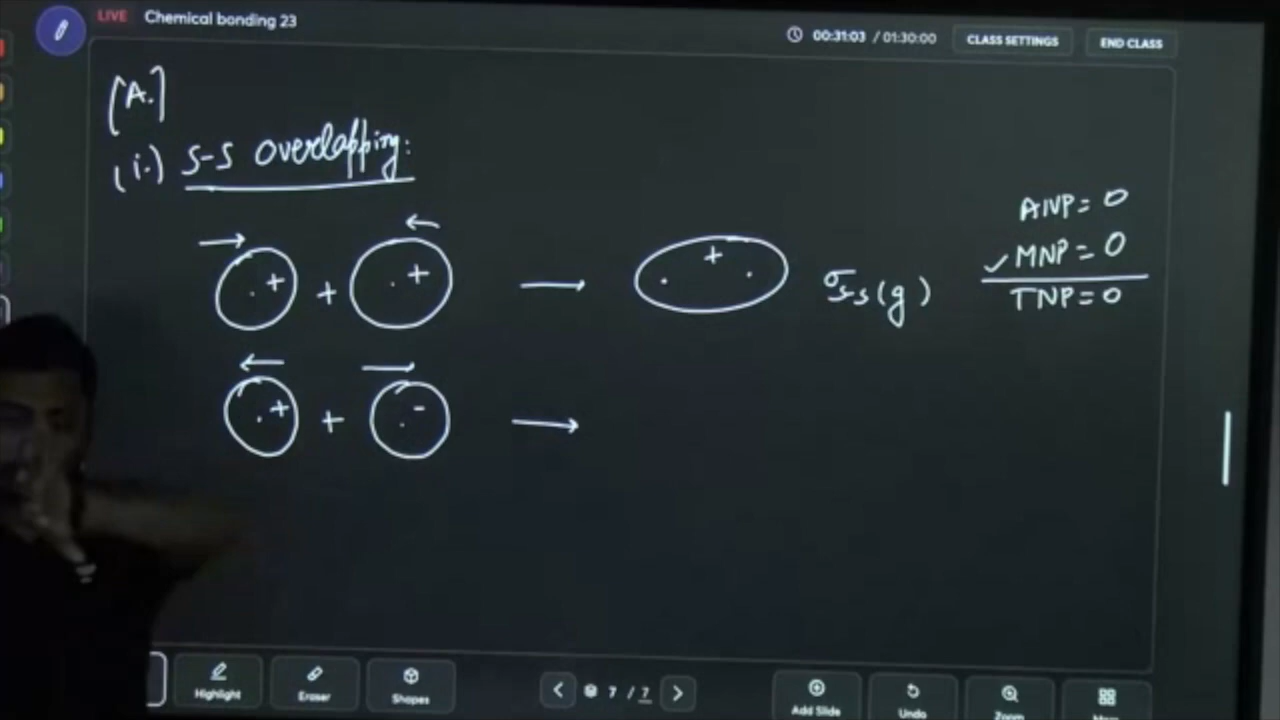 LIVE Chemical bonding 23
00:31:03 / 01:30:00 CLASS SETTINGS END CLASS
[A.]
(i.) s-s overlapping:
+ + + → + σs-s(g)
ANP = 0
✓ MNP = 0
TNP = 0
+ + - →
Highlight Eraser Shapes
< 7 / 7 >
Add Slide Undo Zoom